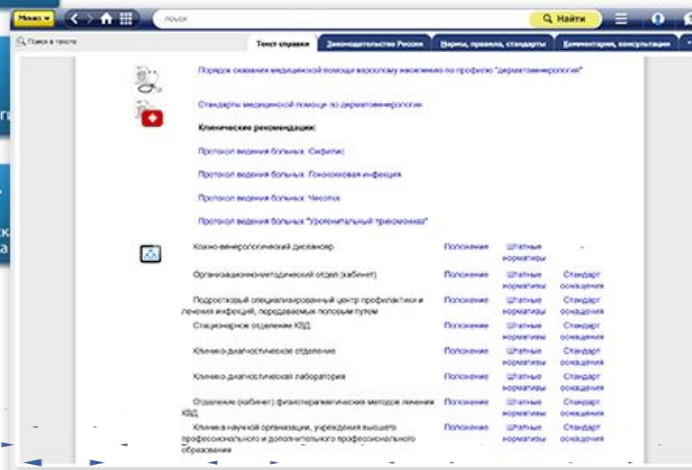 Меню
поиск
Найти
Поиск в тексте
Текст справки
Законодательство России
Нормы, правила, стандарты
Комментарии, консультации
Порядок оказания медицинской помощи взрослому населению по профилю "дерматовенерология"
Стандарты медицинской помощи по дерматовенерологии
Клинические рекомендации:
Протокол ведения больных. Сифилис
Протокол ведения больных. Гонококковая инфекция
Протокол ведения больных. Чесотка
Протокол ведения больных "Урогенитальный трихомониаз"
Кожно-венерологический диспансер Положение Штатные -
нормативы
Организационно-методический отдел (кабинет) Положение Штатные Стандарт
нормативы оснащения
Подростковый специализированный центр профилактики и Положение Штатные Стандарт
лечения инфекций, передаваемых половым путем нормативы оснащения
Стационарное отделение КВД Положение Штатные Стандарт
нормативы оснащения
Клинико-диагностическое отделение Положение Штатные Стандарт
нормативы оснащения
Клинико-диагностическая лаборатория Положение Штатные Стандарт
нормативы оснащения
Отделение (кабинет) физиотерапевтических методов лечения Положение Штатные Стандарт
КВД нормативы оснащения
Клиника научной организации, учреждения высшего Положение Штатные Стандарт
профессионального и дополнительного профессионального нормативы оснащения
образования